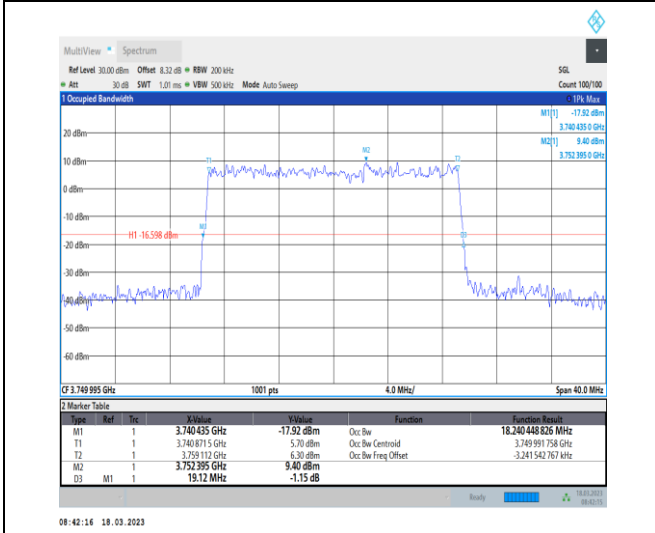 MultiView Spectrum
Ref Level 30.00 dBm Offset 8.32 dB RBW 200 kHz SGL
Att 30 dB SWT 1.01 ms VBW 500 kHz Mode Auto Sweep Count 100/100
1 Occupied Bandwidth 1Pk Max
M1[1] -17.92 dBm
3.740 435 0 GHz
M2[1] 9.40 dBm
3.752 395 0 GHz
20 dBm
M2
T1
10 dBm
0 dBm
-10 dBm
H1 -16.598 dBm
-20 dBm
-30 dBm
-50 dBm
-60 dBm
CF 3.749 995 GHz 1001 pts 4.0 MHz/ Span 40.0 MHz
2 Marker Table
Type Ref Trc X-Value Y-Value Function Function Result
M1 1 3.740 435 GHz -17.92 dBm Occ Bw 18.240 448 826 MHz
T1 1 3.740 871 5 GHz 5.70 dBm Occ Bw Centroid 3.749 991 758 GHz
T2 1 3.759 112 GHz 6.30 dBm Occ Bw Freq Offset -3.241 542 767 kHz
M2 1 3.752 395 GHz 9.40 dBm
D3 M1 1 19.12 MHz -1.15 dB
Ready 18.03.2023
08:42:15
08:42:16 18.03.2023